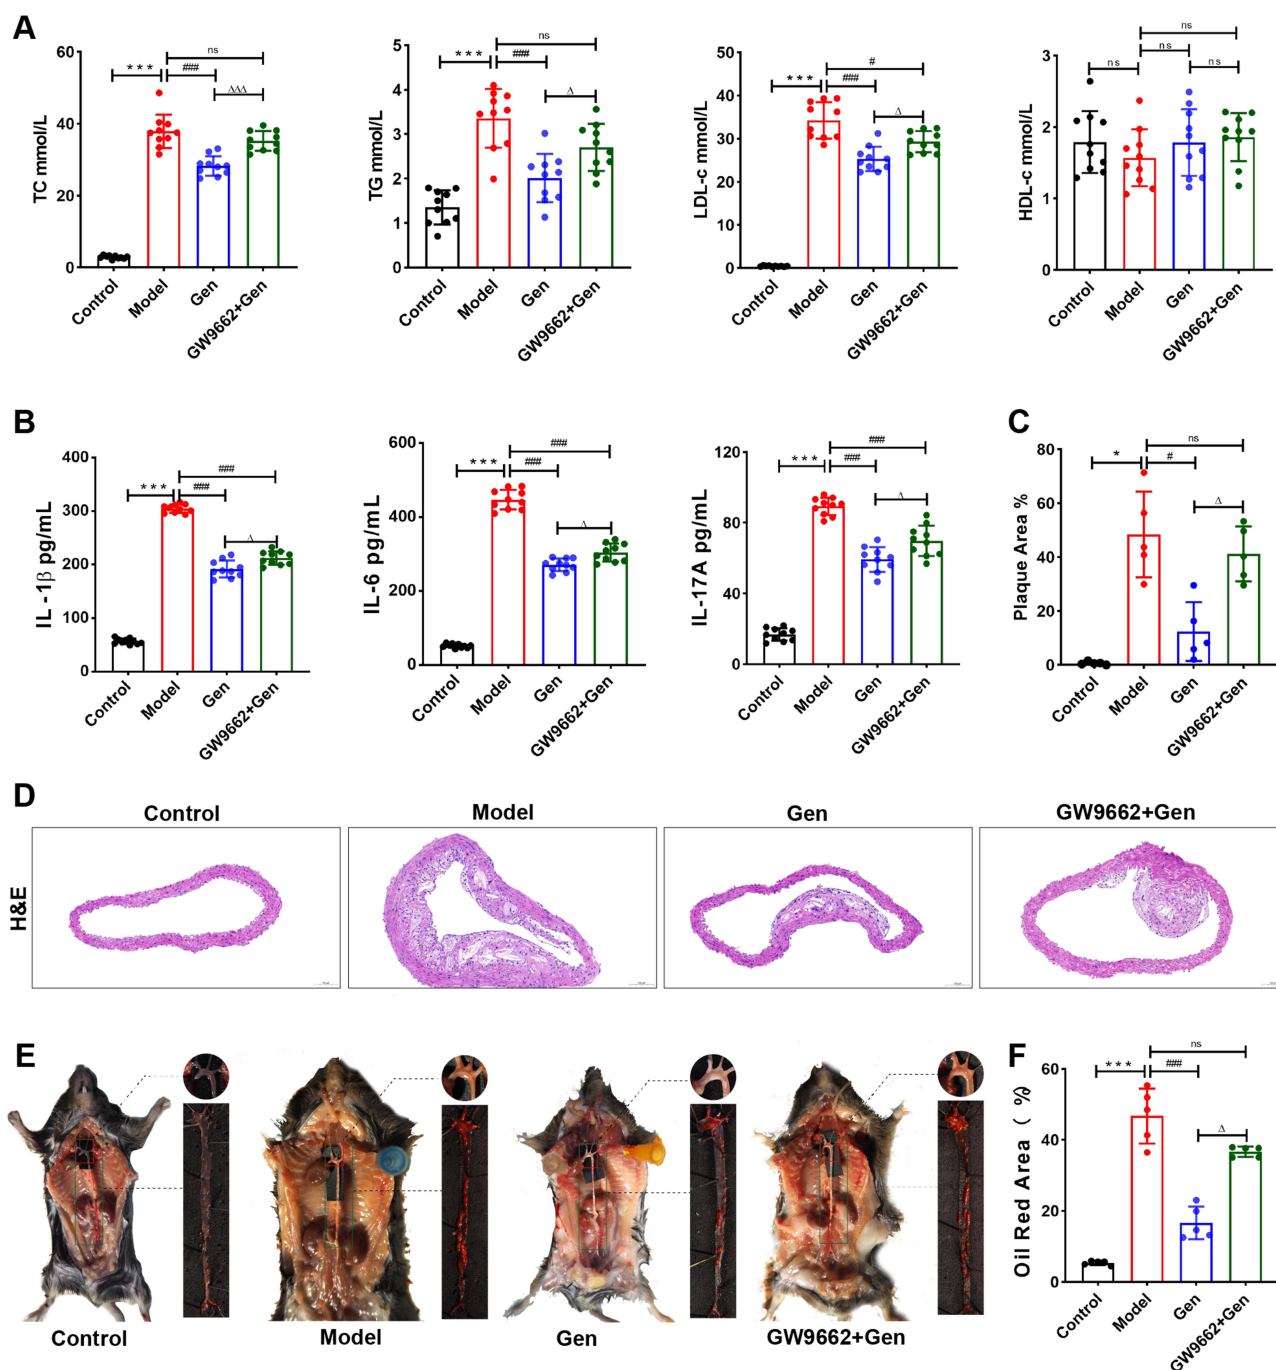 A
TC mmol/L
60
40
20
0
***
###
ns
ΔΔΔ
Control
Model
Gen
GW9662+Gen
TG mmol/L
5
4
3
2
1
0
***
###
ns
Δ
Control
Model
Gen
GW9662+Gen
LDL-c mmol/L
50
40
30
20
10
0
***
###
#
Δ
Control
Model
Gen
GW9662+Gen
HDL-c mmol/L
3
2
1
0
ns
ns
ns
ns
Control
Model
Gen
GW9662+Gen
B
IL-1β pg/mL
400
300
200
100
0
***
###
###
Δ
Control
Model
Gen
GW9662+Gen
IL-6 pg/mL
600
400
200
0
***
###
###
Δ
Control
Model
Gen
GW9662+Gen
IL-17A pg/mL
120
80
40
0
***
###
###
Δ
Control
Model
Gen
GW9662+Gen
C
Plaque Area %
80
60
40
20
0
*
#
ns
Δ
Control
Model
Gen
GW9662+Gen
D
Control
Model
Gen
GW9662+Gen
H&E
E
Control
Model
Gen
GW9662+Gen
F
Oil Red Area ( %)
60
40
20
0
***
###
ns
Δ
Control
Model
Gen
GW9662+Gen